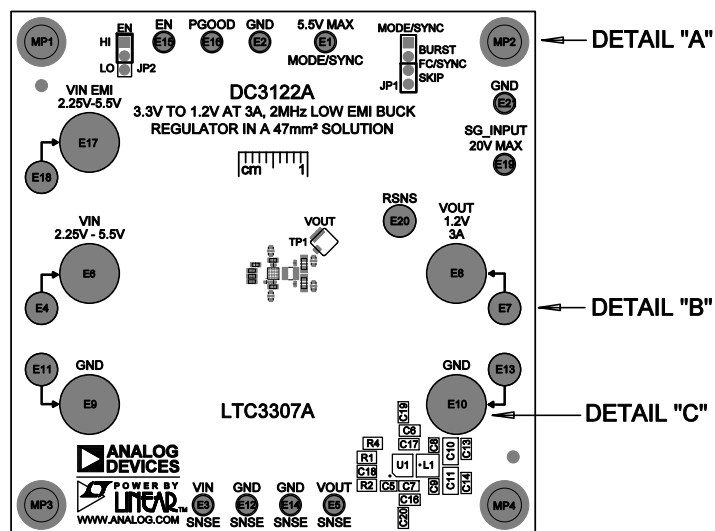 EN PGOOD GND 5.5V MAX MODE/SYNC
MP1 HI E15 E16 E2 E1 BURST MP2 DETAIL "A"
LO JP2 MODE/SYNC FC/SYNC
JP1 SKIP
VIN EMI DC3122A GND
2.25V-5.5V 3.3V TO 1.2V AT 3A, 2MHz LOW EMI BUCK E21
REGULATOR IN A 47mm² SOLUTION SG_INPUT
E17 20V MAX
E18 cm 1 E19
RSNS
VIN E20 VOUT
2.25V - 5.5V VOUT 1.2V
TP1 3A
E6 E8
E4 E7 DETAIL "B"
E11 GND GND E13
E9 LTC3307A E10 DETAIL "C"
C19
C6
R4 C17 C8 C10 C13
ANALOG
DEVICES
R1
C18 U1 L1
R2 C5 C7 C9 C11 C14
C16
C20
POWER BY
LINEAR™
WWW.ANALOG.COM
MP3 VIN GND GND VOUT MP4
E3 E12 E14 E5
SNSE SNSE SNSE SNSE